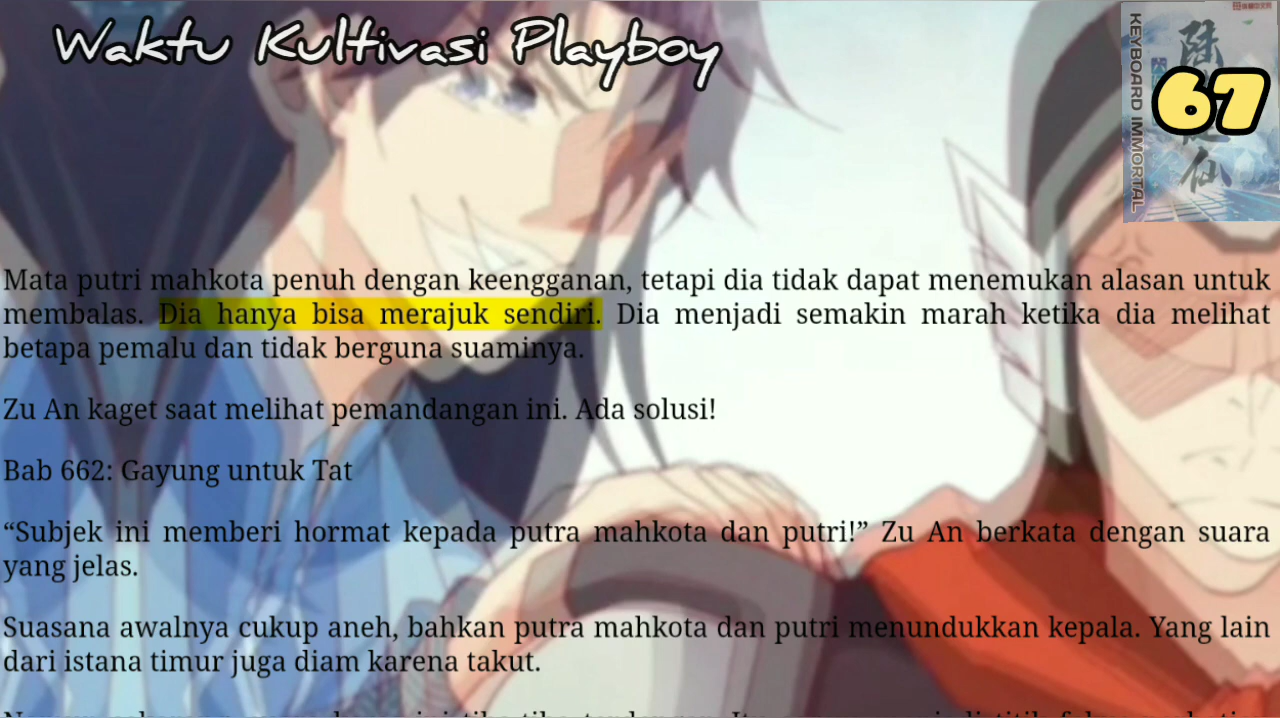 Waktu Kultivasi Playboy
KEYBOARD IMMORTAL
67
Mata putri mahkota penuh dengan keengganan, tetapi dia tidak dapat menemukan alasan untuk
membalas. Dia hanya bisa merajuk sendiri. Dia menjadi semakin marah ketika dia melihat
betapa pemalu dan tidak berguna suaminya.
Zu An kaget saat melihat pemandangan ini. Ada solusi!
Bab 662: Gayung untuk Tat
“Subjek ini memberi hormat kepada putra mahkota dan putri!” Zu An berkata dengan suara
yang jelas.
Suasana awalnya cukup aneh, bahkan putra mahkota dan putri menundukkan kepala. Yang lain
dari istana timur juga diam karena takut.